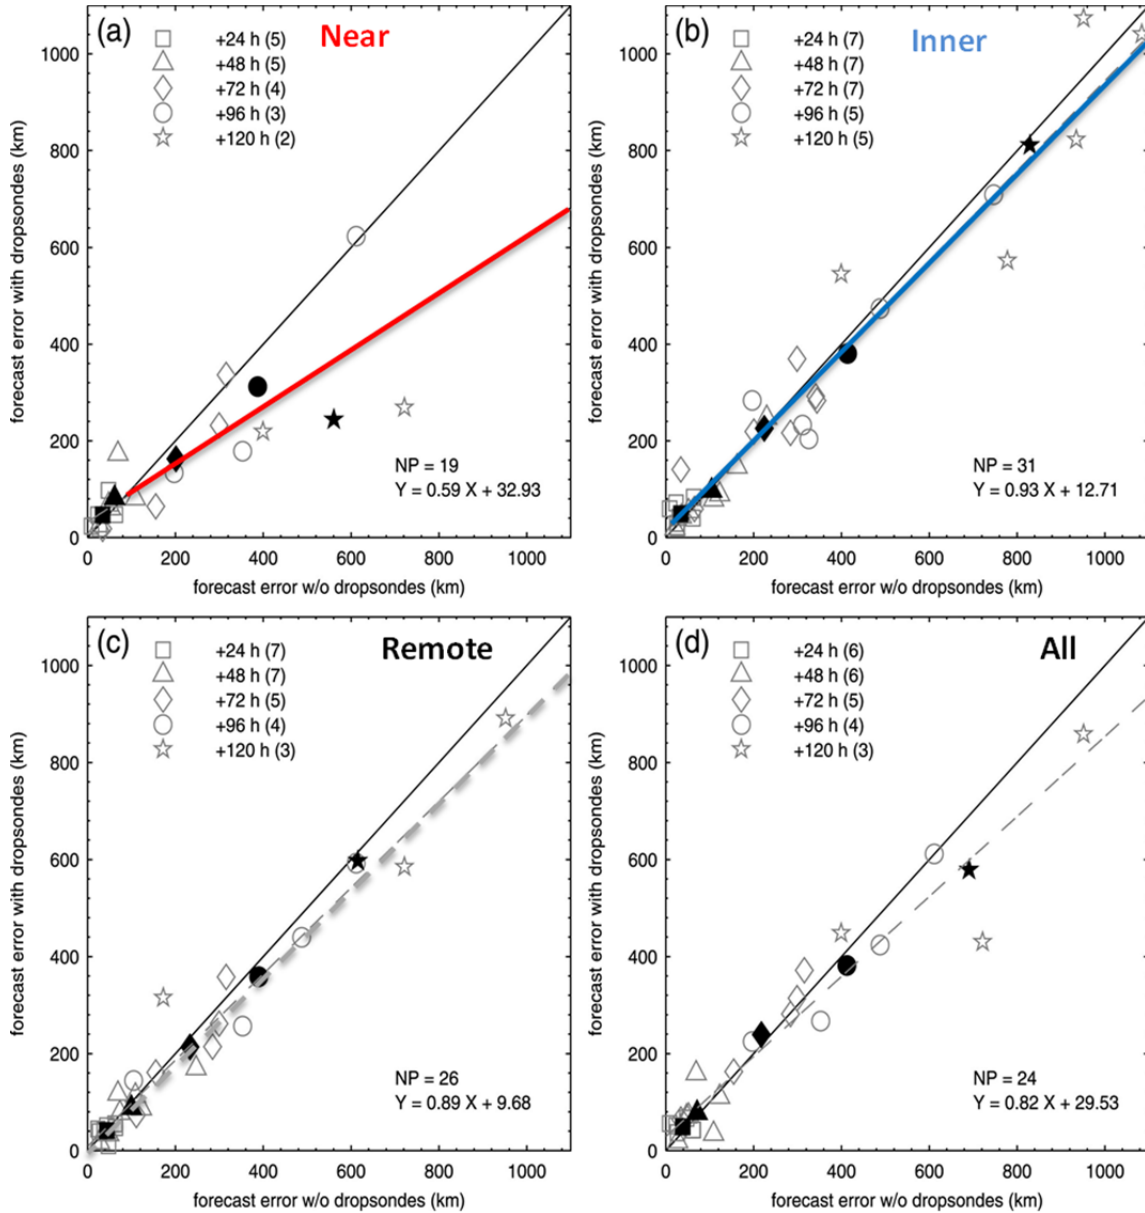 (a)
Near
+24 h (5)
+48 h (5)
+72 h (4)
+96 h (3)
+120 h (2)
NP = 19
Y = 0.59 X + 32.93
1000
800
600
400
200
0
0 200 400 600 800 1000
forecast error with dropsondes (km)
forecast error w/o dropsondes (km)
(b)
Inner
+24 h (7)
+48 h (7)
+72 h (7)
+96 h (5)
+120 h (5)
NP = 31
Y = 0.93 X + 12.71
1000
800
600
400
200
0
0 200 400 600 800 1000
forecast error with dropsondes (km)
forecast error w/o dropsondes (km)
(c)
Remote
+24 h (7)
+48 h (7)
+72 h (5)
+96 h (4)
+120 h (3)
NP = 26
Y = 0.89 X + 9.68
1000
800
600
400
200
0
0 200 400 600 800 1000
forecast error with dropsondes (km)
forecast error w/o dropsondes (km)
(d)
All
+24 h (6)
+48 h (6)
+72 h (5)
+96 h (4)
+120 h (3)
NP = 24
Y = 0.82 X + 29.53
1000
800
600
400
200
0
0 200 400 600 800 1000
forecast error with dropsondes (km)
forecast error w/o dropsondes (km)